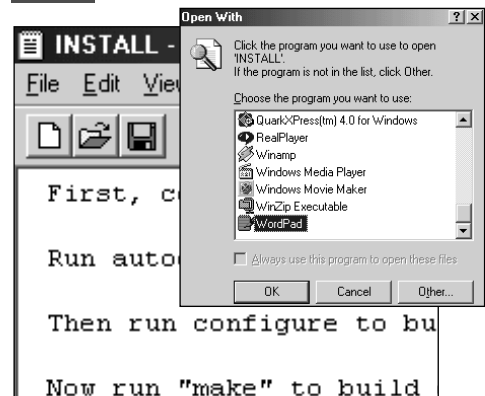 INSTALL -
File Edit
First,
Run
Then run configure to
Now run "make" to build
Open With
Click the program you want to use to open
'INSTALL'.
If the program is not in the list, click Other.
Choose the program you want to use:
QuarkXPress(tm) 4.0 for Windows
RealPlayer
Winamp
Windows Media Player
Windows Movie Maker
WinZip Executable
WordPad
Always use this program to open these files
OK Cancel Other...